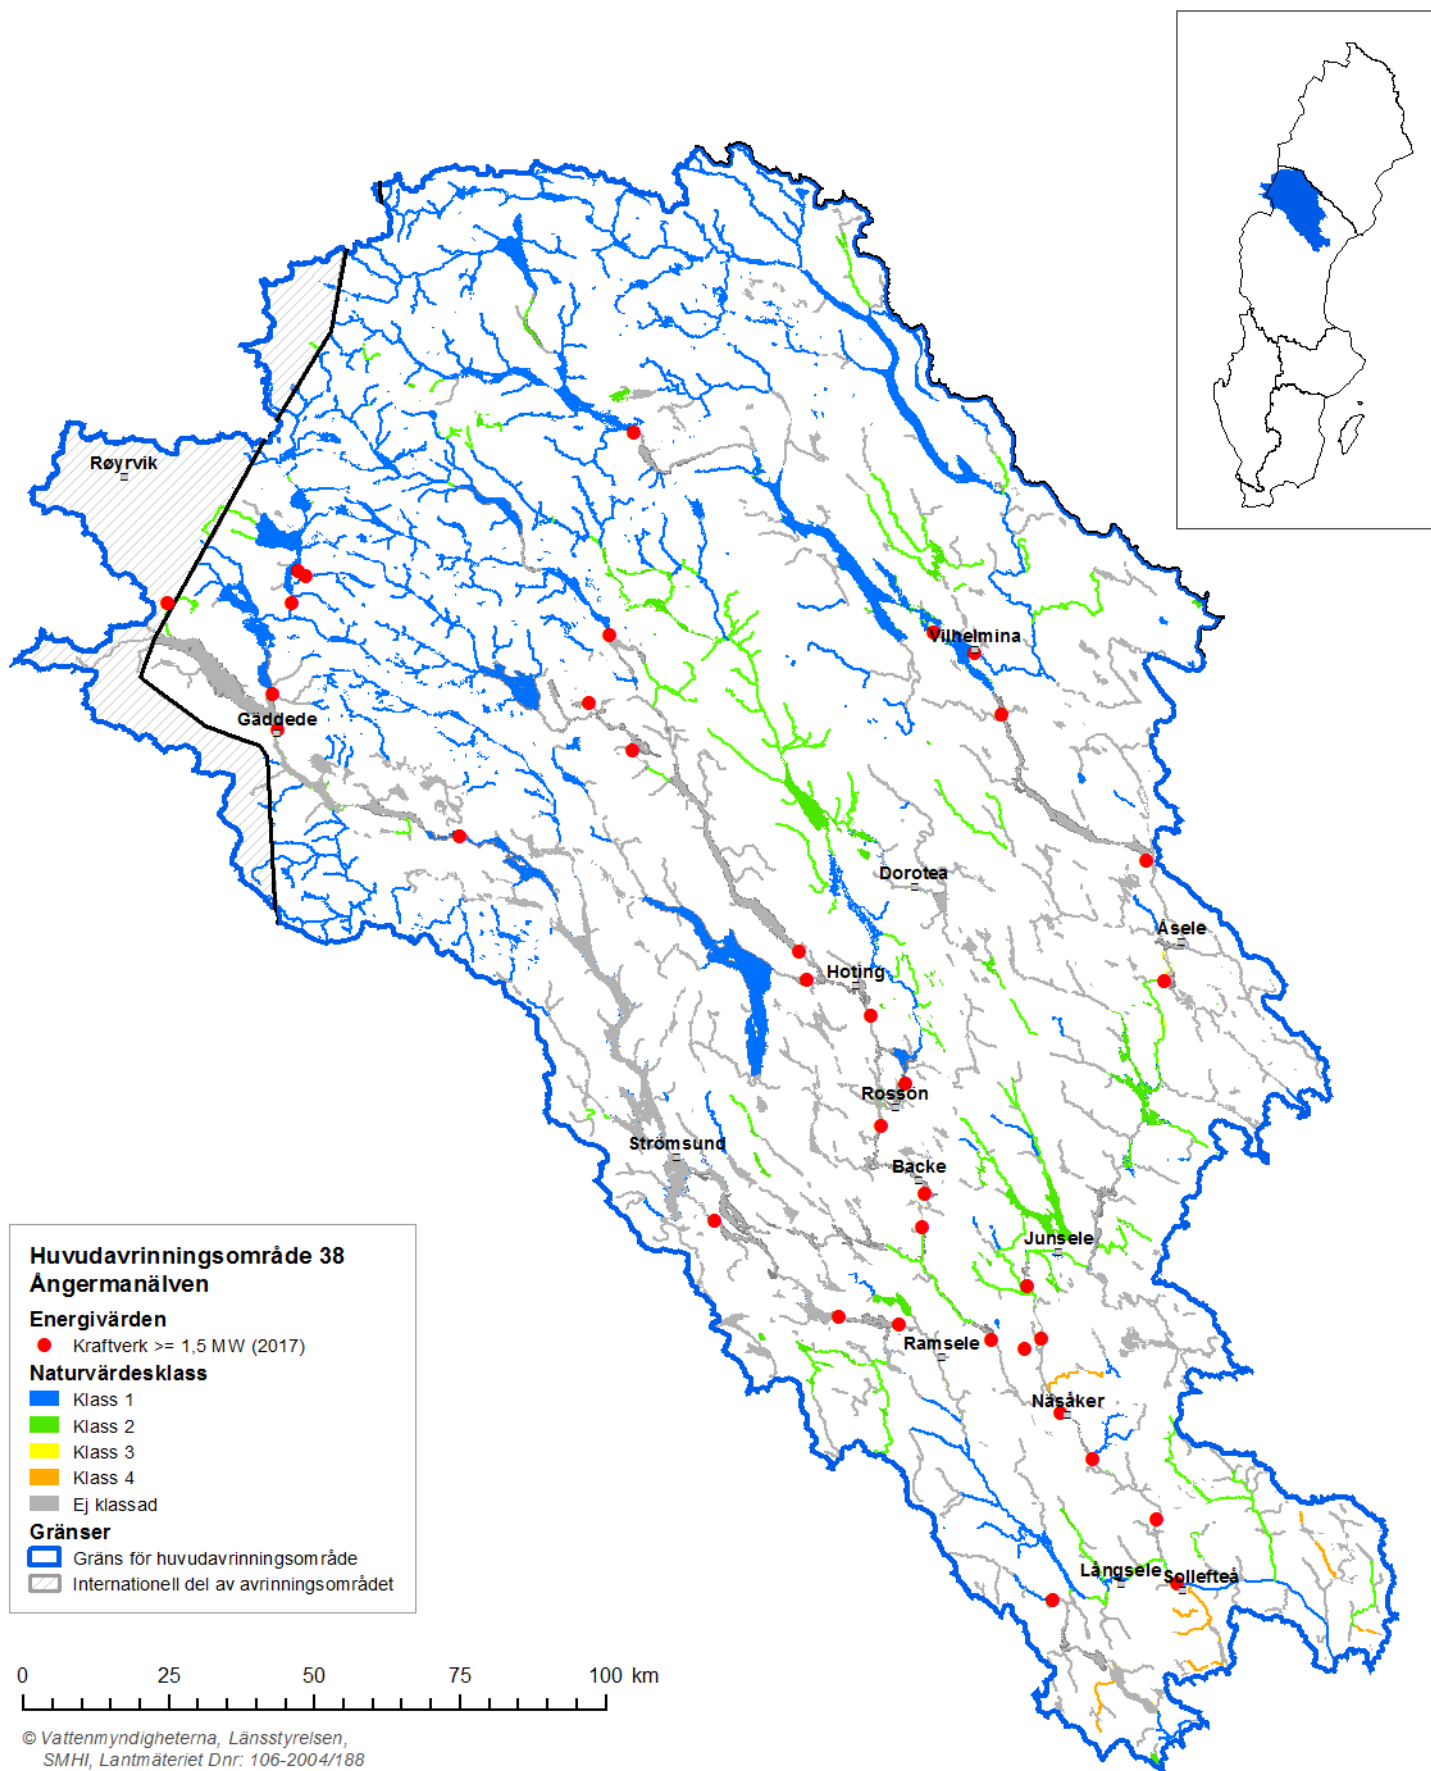 Røyrvik
Vilhelmina
Gäddede
Dorotea
Åsele
Hoting
Rossön
Strömsund
Backe
Junsele
Ramsele
Näsåker
Långsele
Sollefteå
Huvudavrinningsområde 38
Ångermanälven
Energivärden
Kraftverk >= 1,5 MW (2017)
Naturvärdesklass
Klass 1
Klass 2
Klass 3
Klass 4
Ej klassad
Gränser
Gräns för huvudavrinningsområde
Internationell del av avrinningsområdet
0 25 50 75 100 km
© Vattenmyndigheterna, Länsstyrelsen,
SMHI, Lantmäteriet Dnr: 106-2004/188